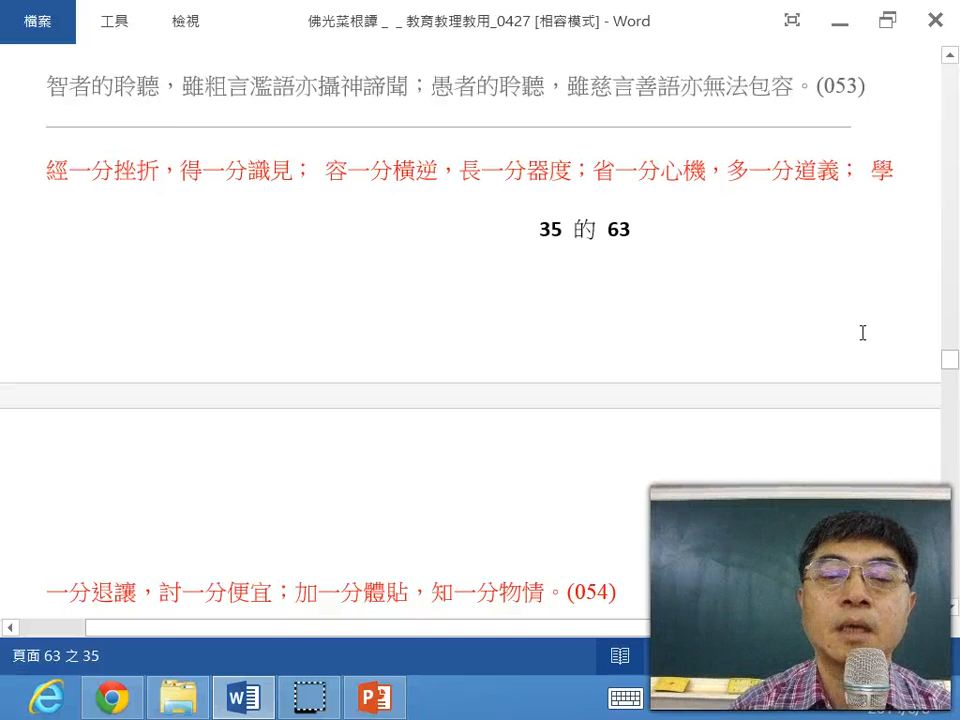 檔案 工具 檢視 佛光菜根譚 _ _ 教育教理教用_0427 [相容模式] - Word
智者的聆聽，雖粗言濫語亦攝神諦聞；愚者的聆聽，雖慈言善語亦無法包容。(053)
經一分挫折，得一分識見； 容一分橫逆，長一分器度；省一分心機，多一分道義； 學
35 的 63
一分退讓，討一分便宜；加一分體貼，知一分物情。(054)
頁面 63 之 35